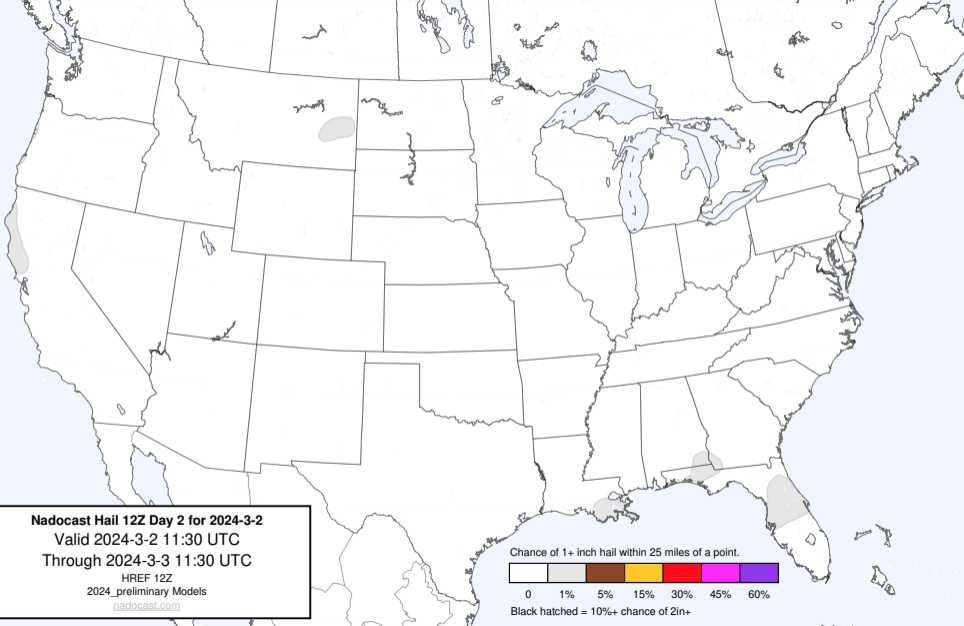 Nadocast Hail 12Z Day 2 for 2024-3-2
Valid 2024-3-2 11:30 UTC
Through 2024-3-3 11:30 UTC
HREF 12Z
2024_preliminary Models
nadocast.com
Chance of 1+ inch hail within 25 miles of a point.
0 1% 5% 15% 30% 45% 60%
Black hatched = 10%+ chance of 2in+